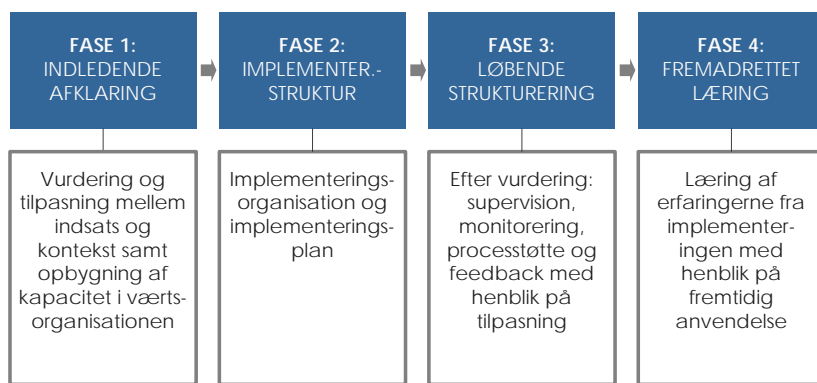 FASE 1:
INDLEDENDE
AFKLARING
FASE 2:
IMPLEMENTER.-
STRUKTUR
FASE 3:
LØBENDE
STRUKTURERING
FASE 4:
FREMADRETTET
LÆRING
Vurdering og
tilpasning mellem
indsats og
kontekst samt
opbygning af
kapacitet i værts-
organisationen
Implementerings-
organisation og
implementerings-
plan
Efter vurdering:
supervision,
monitorering,
processtøtte og
feedback med
henblik på
tilpasning
Læring af
erfaringerne fra
implementer-
ingen med
henblik på
fremtidig
anvendelse